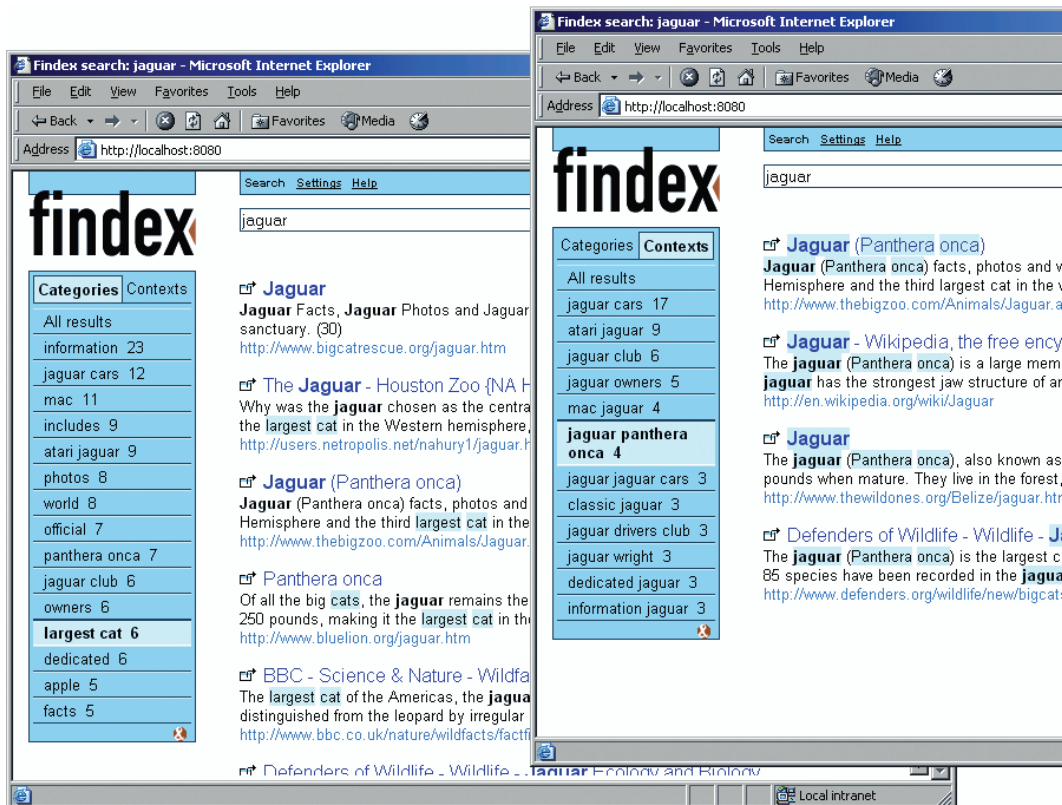 Findex search: jaguar - Microsoft Internet Explorer
File Edit View Favorites Tools Help
Back Favorites Media
Address http://localhost:8080
findex
Search Settings Help
jaguar
Categories Contexts
All results
information 23
jaguar cars 12
mac 11
includes 9
atari jaguar 9
photos 8
world 8
official 7
panthera onca 7
jaguar club 6
owners 6
largest cat 6
dedicated 6
apple 5
facts 5
Jaguar
Jaguar Facts, Jaguar Photos and Jaguar
sanctuary. (30)
http://www.bigcatrescue.org/jaguar.htm
The Jaguar - Houston Zoo {NA H
Why was the jaguar chosen as the centra
the largest cat in the Western hemisphere,
http://users.netropolis.net/nahury1/jaguar.h
Jaguar (Panthera onca)
Jaguar (Panthera onca) facts, photos and
Hemisphere and the third largest cat in the
http://www.thebigzoo.com/Animals/Jaguar.
Panthera onca
Of all the big cats, the jaguar remains the
250 pounds, making it the largest cat in the
http://www.bluelion.org/jaguar.htm
BBC - Science & Nature - Wildfa
The largest cat of the Americas, the jagua
distinguished from the leopard by irregular
http://www.bbc.co.uk/nature/wildfacts/factfi
Defenders of Wildlife - Wildlife - Jaguar Ecology and Biology
Local intranet
Findex search: jaguar - Microsoft Internet Explorer
File Edit View Favorites Tools Help
Back Favorites Media
Address http://localhost:8080
findex
Search Settings Help
jaguar
Categories Contexts
All results
jaguar cars 17
atari jaguar 9
jaguar club 6
jaguar owners 5
mac jaguar 4
jaguar panthera
onca 4
jaguar jaguar cars 3
classic jaguar 3
jaguar drivers club 3
jaguar wright 3
dedicated jaguar 3
information jaguar 3
Jaguar (Panthera onca)
Jaguar (Panthera onca) facts, photos and v
Hemisphere and the third largest cat in the w
http://www.thebigzoo.com/Animals/Jaguar.a
Jaguar - Wikipedia, the free ency
The jaguar (Panthera onca) is a large mem
jaguar has the strongest jaw structure of an
http://en.wikipedia.org/wiki/Jaguar
Jaguar
The jaguar (Panthera onca), also known as
pounds when mature. They live in the forest,
http://www.thewildones.org/Belize/jaguar.htm
Defenders of Wildlife - Wildlife - Ja
The jaguar (Panthera onca) is the largest c
85 species have been recorded in the jagua
http://www.defenders.org/wildlife/new/bigcats